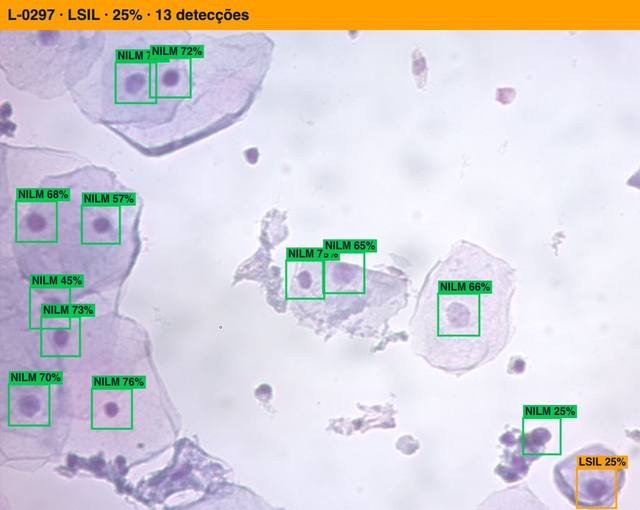 L-0297 · LSIL · 25% · 13 detecções
NILM 72%
NILM 68%
NILM 57%
NILM 65%
NILM 45%
NILM 66%
NILM 73%
NILM 70%
NILM 76%
NILM 25%
LSIL 25%